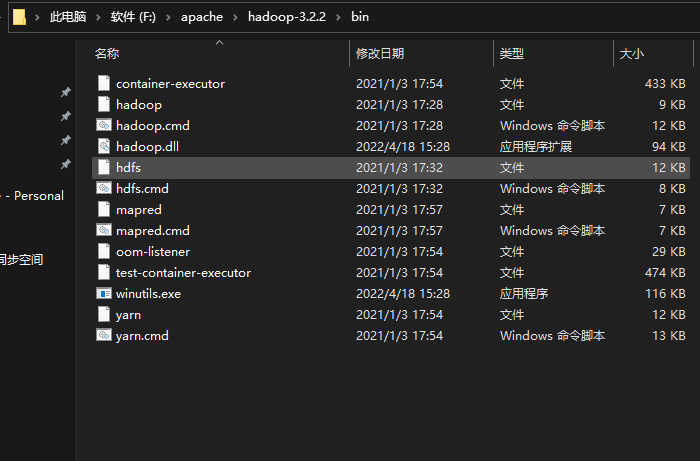 此电脑 > 软件 (F:) > apache > hadoop-3.2.2 > bin
名称 修改日期 类型 大小
container-executor 2021/1/3 17:54 文件 433 KB
hadoop 2021/1/3 17:28 文件 9 KB
hadoop.cmd 2021/1/3 17:28 Windows 命令脚本 12 KB
hadoop.dll 2022/4/18 15:28 应用程序扩展 94 KB
hdfs 2021/1/3 17:32 文件 12 KB
hdfs.cmd 2021/1/3 17:32 Windows 命令脚本 8 KB
- Personal
mapred 2021/1/3 17:57 文件 7 KB
mapred.cmd 2021/1/3 17:57 Windows 命令脚本 7 KB
oom-listener 2021/1/3 17:54 文件 29 KB
同步空间
test-container-executor 2021/1/3 17:54 文件 474 KB
winutils.exe 2022/4/18 15:28 应用程序 116 KB
yarn 2021/1/3 17:54 文件 12 KB
yarn.cmd 2021/1/3 17:54 Windows 命令脚本 13 KB